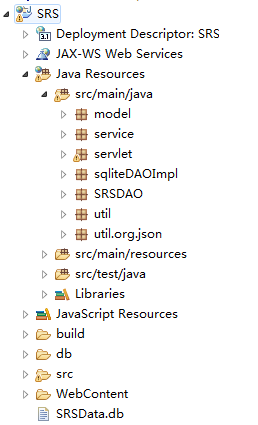 SRS
Deployment Descriptor: SRS
JAX-WS Web Services
Java Resources
src/main/java
model
service
servlet
sqliteDAOImpl
SRSDAO
util
util.org.json
src/main/resources
src/test/java
Libraries
JavaScript Resources
build
db
src
WebContent
SRSData.db